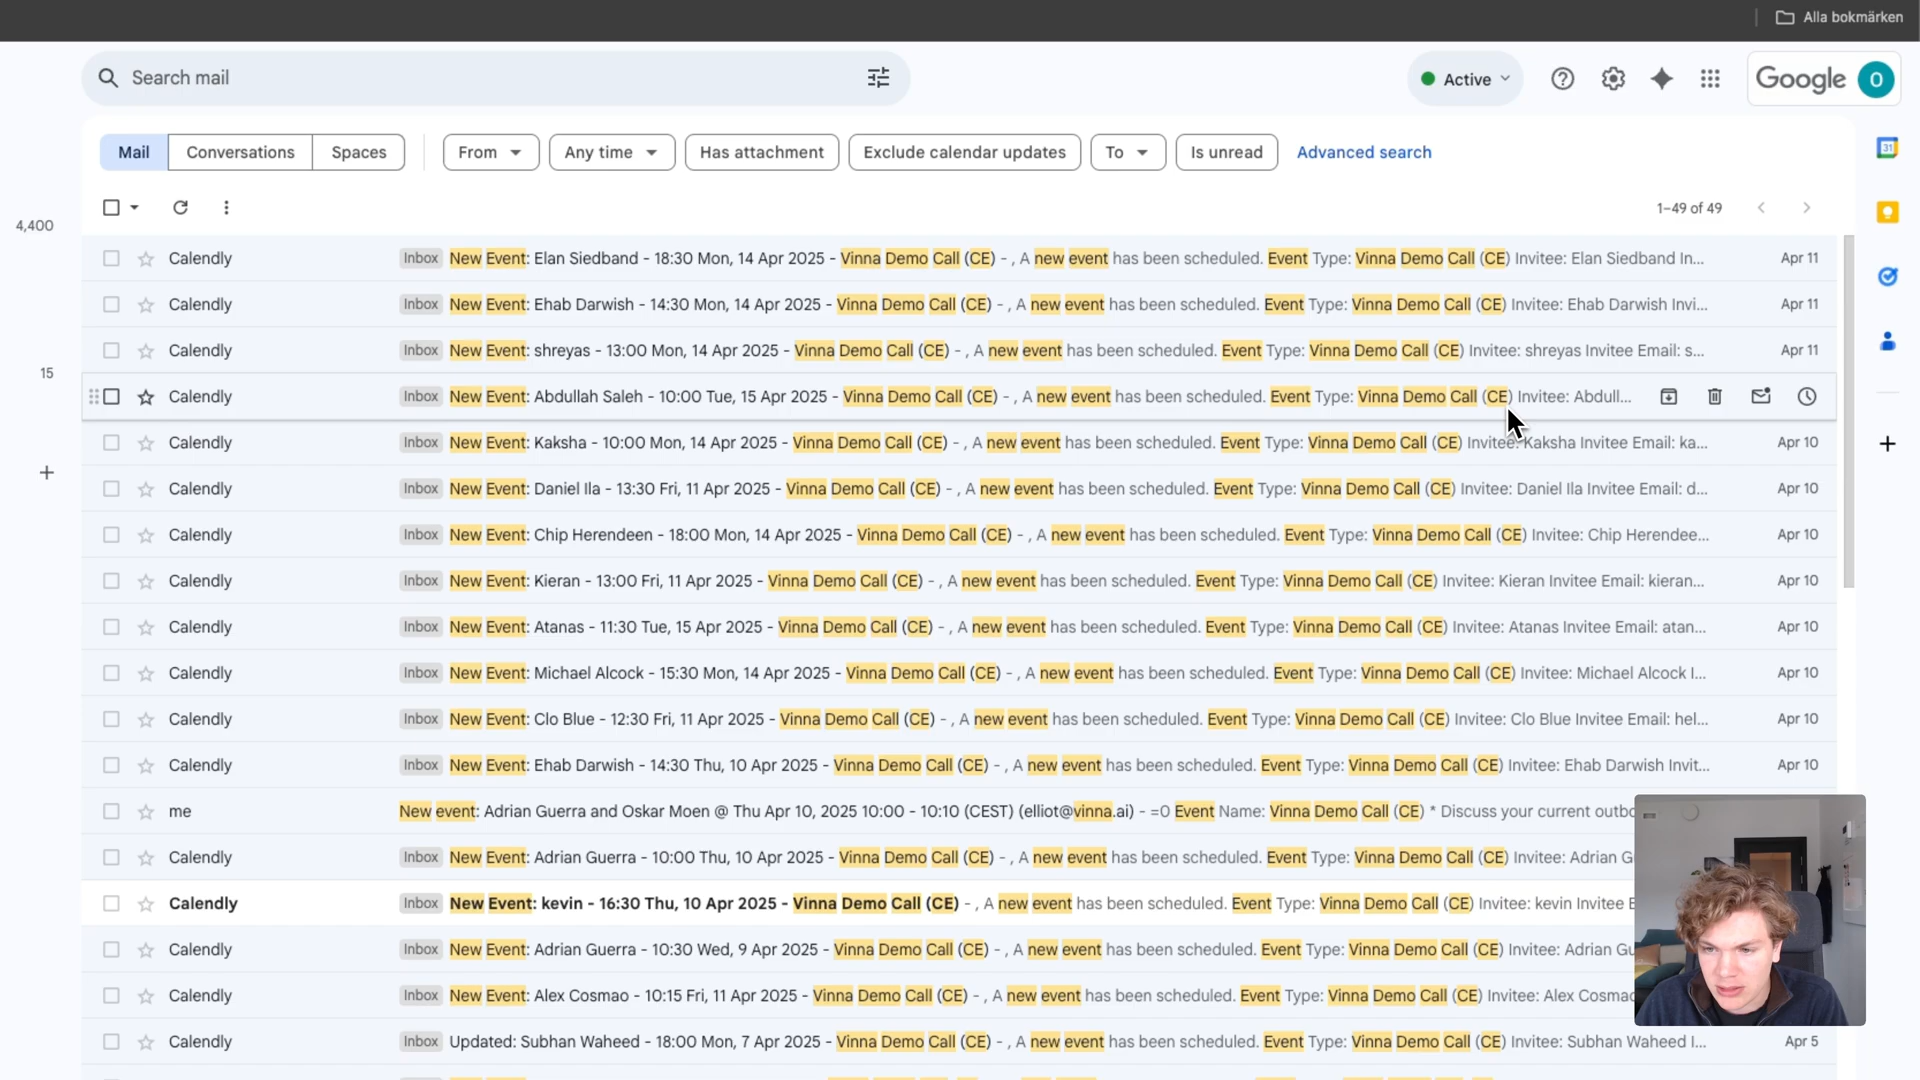 Alla bokmärken
Search mail
Active
Google O
Mail Conversations Spaces From Any time Has attachment Exclude calendar updates To Is unread Advanced search
31
1–49 of 49
4,400
15
Calendly Inbox New Event: Elan Siedband - 18:30 Mon, 14 Apr 2025 - Vinna Demo Call (CE) - , A new event has been scheduled. Event Type: Vinna Demo Call (CE) Invitee: Elan Siedband In... Apr 11
Calendly Inbox New Event: Ehab Darwish - 14:30 Mon, 14 Apr 2025 - Vinna Demo Call (CE) - , A new event has been scheduled. Event Type: Vinna Demo Call (CE) Invitee: Ehab Darwish Invi... Apr 11
Calendly Inbox New Event: shreyas - 13:00 Mon, 14 Apr 2025 - Vinna Demo Call (CE) - , A new event has been scheduled. Event Type: Vinna Demo Call (CE) Invitee: shreyas Invitee Email: s... Apr 11
Calendly Inbox New Event: Abdullah Saleh - 10:00 Tue, 15 Apr 2025 - Vinna Demo Call (CE) - , A new event has been scheduled. Event Type: Vinna Demo Call (CE) Invitee: Abdull...
Calendly Inbox New Event: Kaksha - 10:00 Mon, 14 Apr 2025 - Vinna Demo Call (CE) - , A new event has been scheduled. Event Type: Vinna Demo Call (CE) Invitee: Kaksha Invitee Email: ka... Apr 10
Calendly Inbox New Event: Daniel Ila - 13:30 Fri, 11 Apr 2025 - Vinna Demo Call (CE) - , A new event has been scheduled. Event Type: Vinna Demo Call (CE) Invitee: Daniel Ila Invitee Email: d... Apr 10
Calendly Inbox New Event: Chip Herendeen - 18:00 Mon, 14 Apr 2025 - Vinna Demo Call (CE) - , A new event has been scheduled. Event Type: Vinna Demo Call (CE) Invitee: Chip Herendee... Apr 10
Calendly Inbox New Event: Kieran - 13:00 Fri, 11 Apr 2025 - Vinna Demo Call (CE) - , A new event has been scheduled. Event Type: Vinna Demo Call (CE) Invitee: Kieran Invitee Email: kieran... Apr 10
Calendly Inbox New Event: Atanas - 11:30 Tue, 15 Apr 2025 - Vinna Demo Call (CE) - , A new event has been scheduled. Event Type: Vinna Demo Call (CE) Invitee: Atanas Invitee Email: atan... Apr 10
Calendly Inbox New Event: Michael Alcock - 15:30 Mon, 14 Apr 2025 - Vinna Demo Call (CE) - , A new event has been scheduled. Event Type: Vinna Demo Call (CE) Invitee: Michael Alcock I... Apr 10
Calendly Inbox New Event: Clo Blue - 12:30 Fri, 11 Apr 2025 - Vinna Demo Call (CE) - , A new event has been scheduled. Event Type: Vinna Demo Call (CE) Invitee: Clo Blue Invitee Email: hel... Apr 10
Calendly Inbox New Event: Ehab Darwish - 14:30 Thu, 10 Apr 2025 - Vinna Demo Call (CE) - , A new event has been scheduled. Event Type: Vinna Demo Call (CE) Invitee: Ehab Darwish Invit... Apr 10
me New event: Adrian Guerra and Oskar Moen @ Thu Apr 10, 2025 10:00 - 10:10 (CEST) (elliot@vinna.ai) - =0 Event Name: Vinna Demo Call (CE) * Discuss your current outbo
Calendly Inbox New Event: Adrian Guerra - 10:00 Thu, 10 Apr 2025 - Vinna Demo Call (CE) - , A new event has been scheduled. Event Type: Vinna Demo Call (CE) Invitee: Adrian G
Calendly Inbox New Event: kevin - 16:30 Thu, 10 Apr 2025 - Vinna Demo Call (CE) - , A new event has been scheduled. Event Type: Vinna Demo Call (CE) Invitee: kevin Invitee E
Calendly Inbox New Event: Adrian Guerra - 10:30 Wed, 9 Apr 2025 - Vinna Demo Call (CE) - , A new event has been scheduled. Event Type: Vinna Demo Call (CE) Invitee: Adrian Gu
Calendly Inbox New Event: Alex Cosmao - 10:15 Fri, 11 Apr 2025 - Vinna Demo Call (CE) - , A new event has been scheduled. Event Type: Vinna Demo Call (CE) Invitee: Alex Cosmao
Calendly Inbox Updated: Subhan Waheed - 18:00 Mon, 7 Apr 2025 - Vinna Demo Call (CE) - , A new event has been scheduled. Event Type: Vinna Demo Call (CE) Invitee: Subhan Waheed I... Apr 5